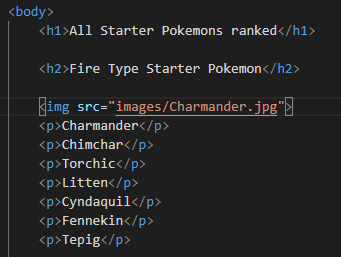 <body>
<h1>All Starter Pokemons ranked</h1>
<h2>Fire Type Starter Pokemon</h2>
<img src="images/Charmander.jpg">
<p>Charmander</p>
<p>Chimchar</p>
<p>Torchic</p>
<p>Litten</p>
<p>Cyndaquil</p>
<p>Fennekin</p>
<p>Tepig</p>